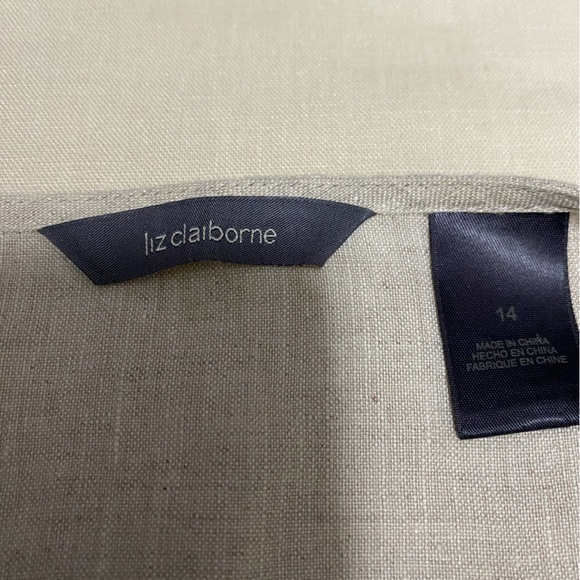 liz claiborne
14
MADE IN CHINA
HECHO EN CHINA
FABRIQUE EN CHINE